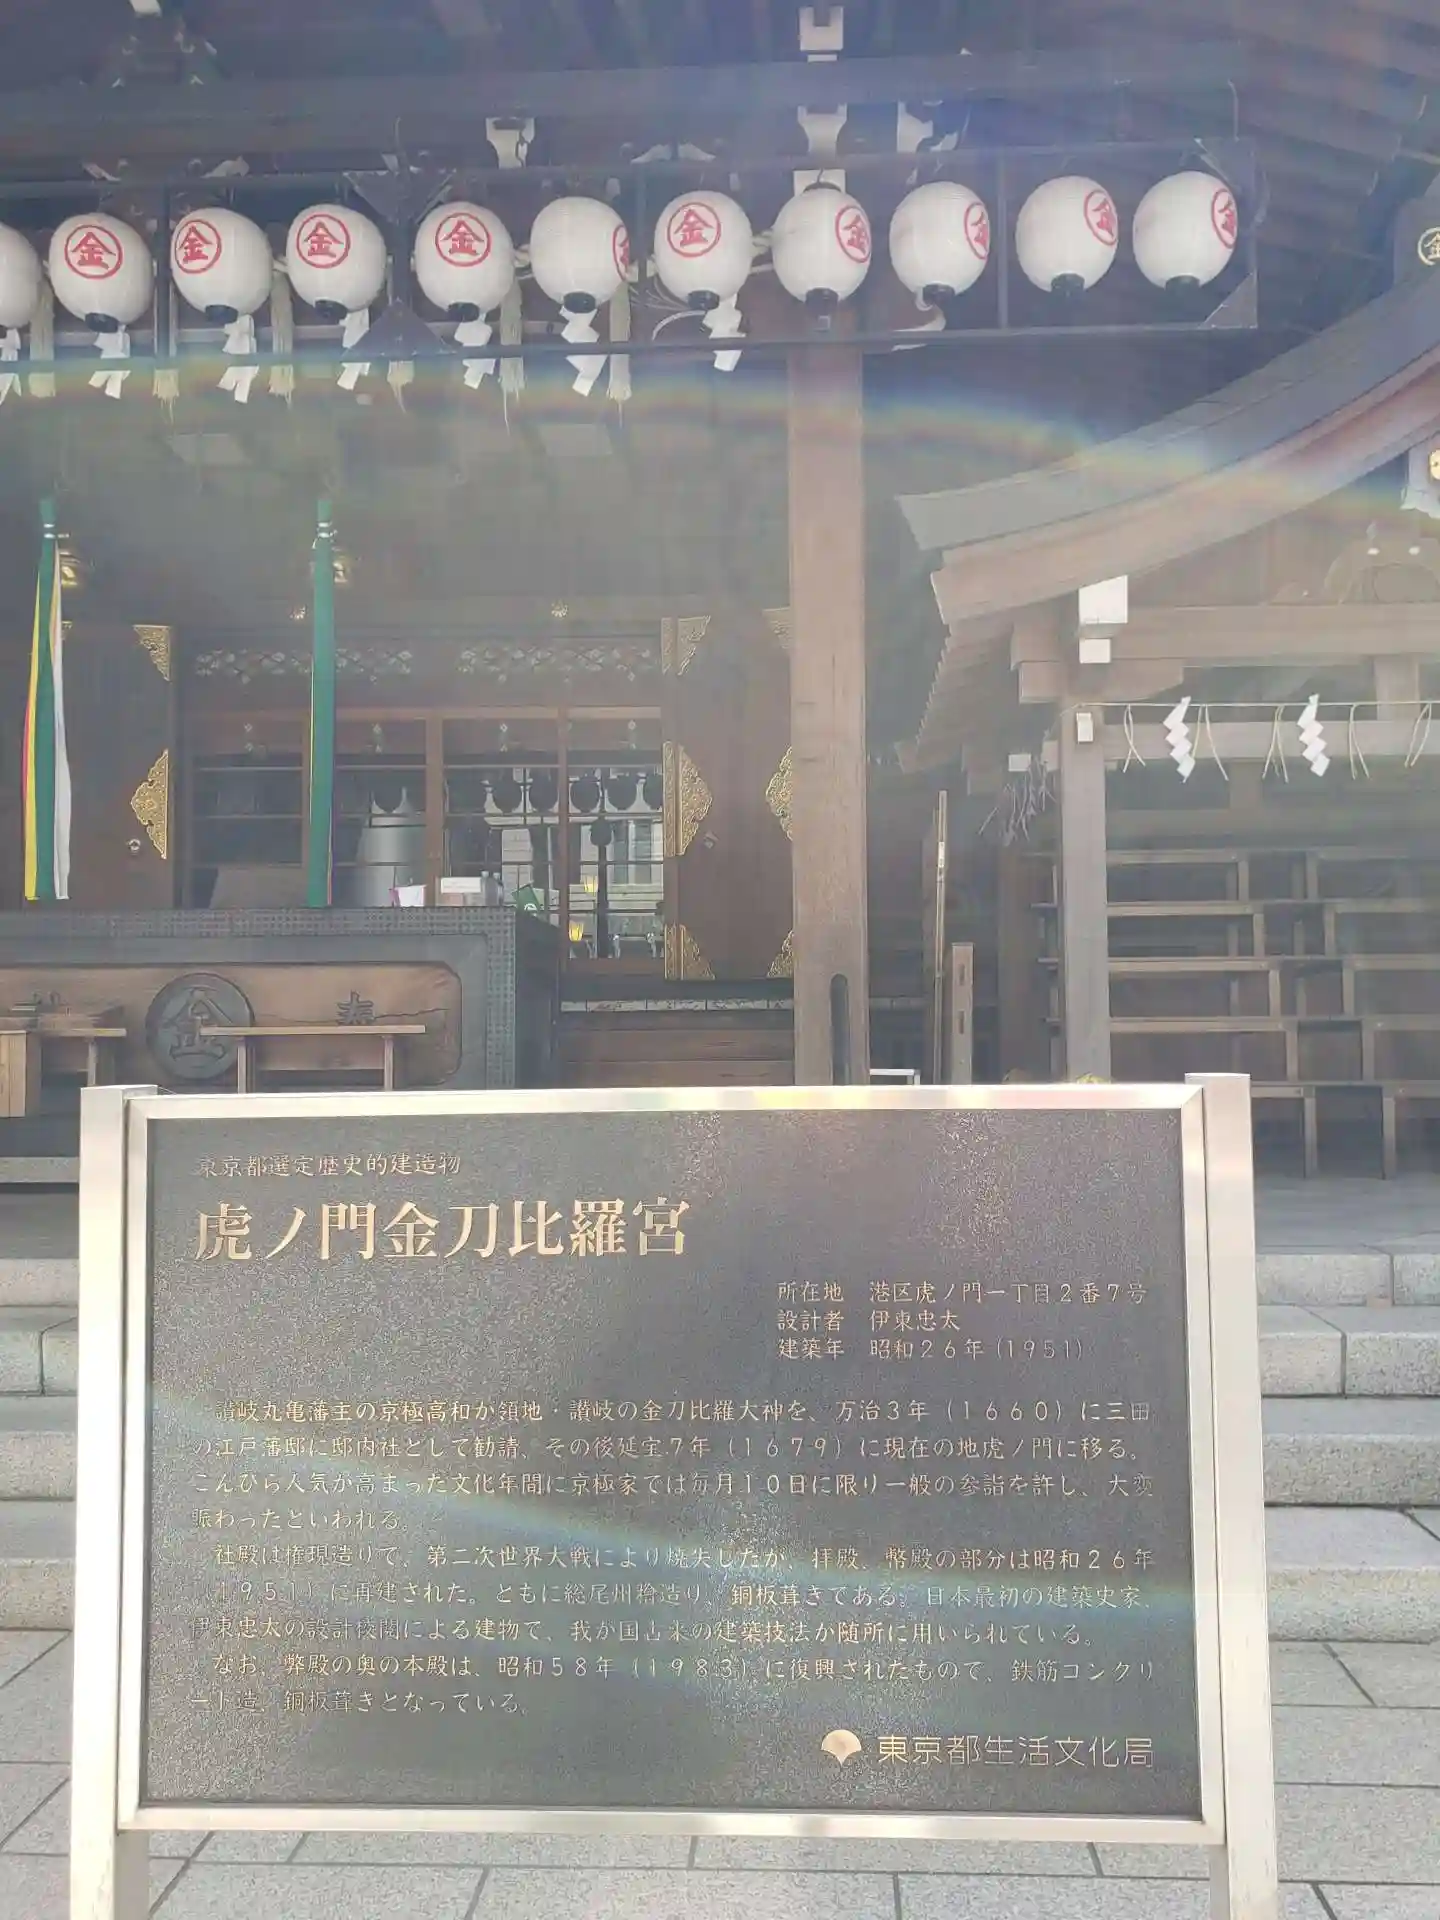 金
金
金
金
金
金
金
金
金
金
金
金
奉
東京都選定歴史的建造物
虎ノ門金刀比羅宮
所在地 港区虎ノ門一丁目2番7号
設計者 伊東忠太
建築年 昭和26年(1951)
讃岐丸亀藩主の京極高和が領地・讃岐の金刀比羅大神を、万治3年(1660)に三田
の江戸藩邸に邸内社として勧請、その後延宝7年(1679)に現在の地虎ノ門に移る。
こんぴら人気が高まった文化年間に京極家では毎月10日に限り一般の参詣を許し、大変
賑わったといわれる。
社殿は権現造りで、第二次世界大戦により焼失したが、拝殿、幣殿の部分は昭和26年
(1951)に再建された。ともに総尾州檜造り、銅板葺きである。日本最初の建築史家、
伊東忠太の設計校閲による建物で、我が国古来の建築技法が随所に用いられている。
なお、弊殿の奥の本殿は、昭和58年(1983)に復興されたもので、鉄筋コンクリ
ート造、銅板葺きとなっている。
東京都生活文化局